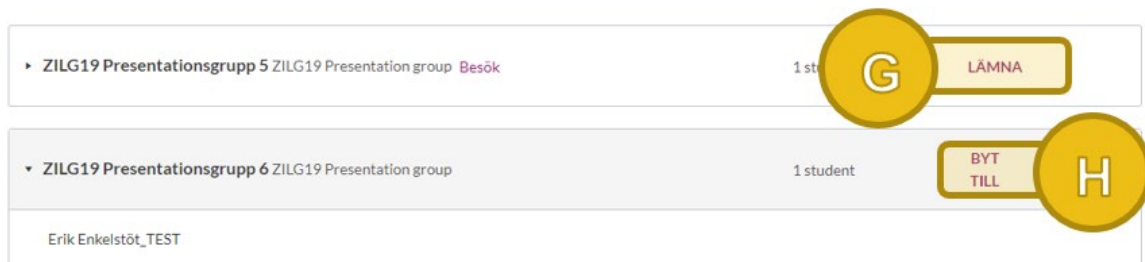 ZILG19 Presentationsgrupp 5 ZILG19 Presentation group Besök 1 G LÄMNA
ZILG19 Presentationsgrupp 6 ZILG19 Presentation group 1 student BYT TILL H
Erik Enkelstöt_TEST